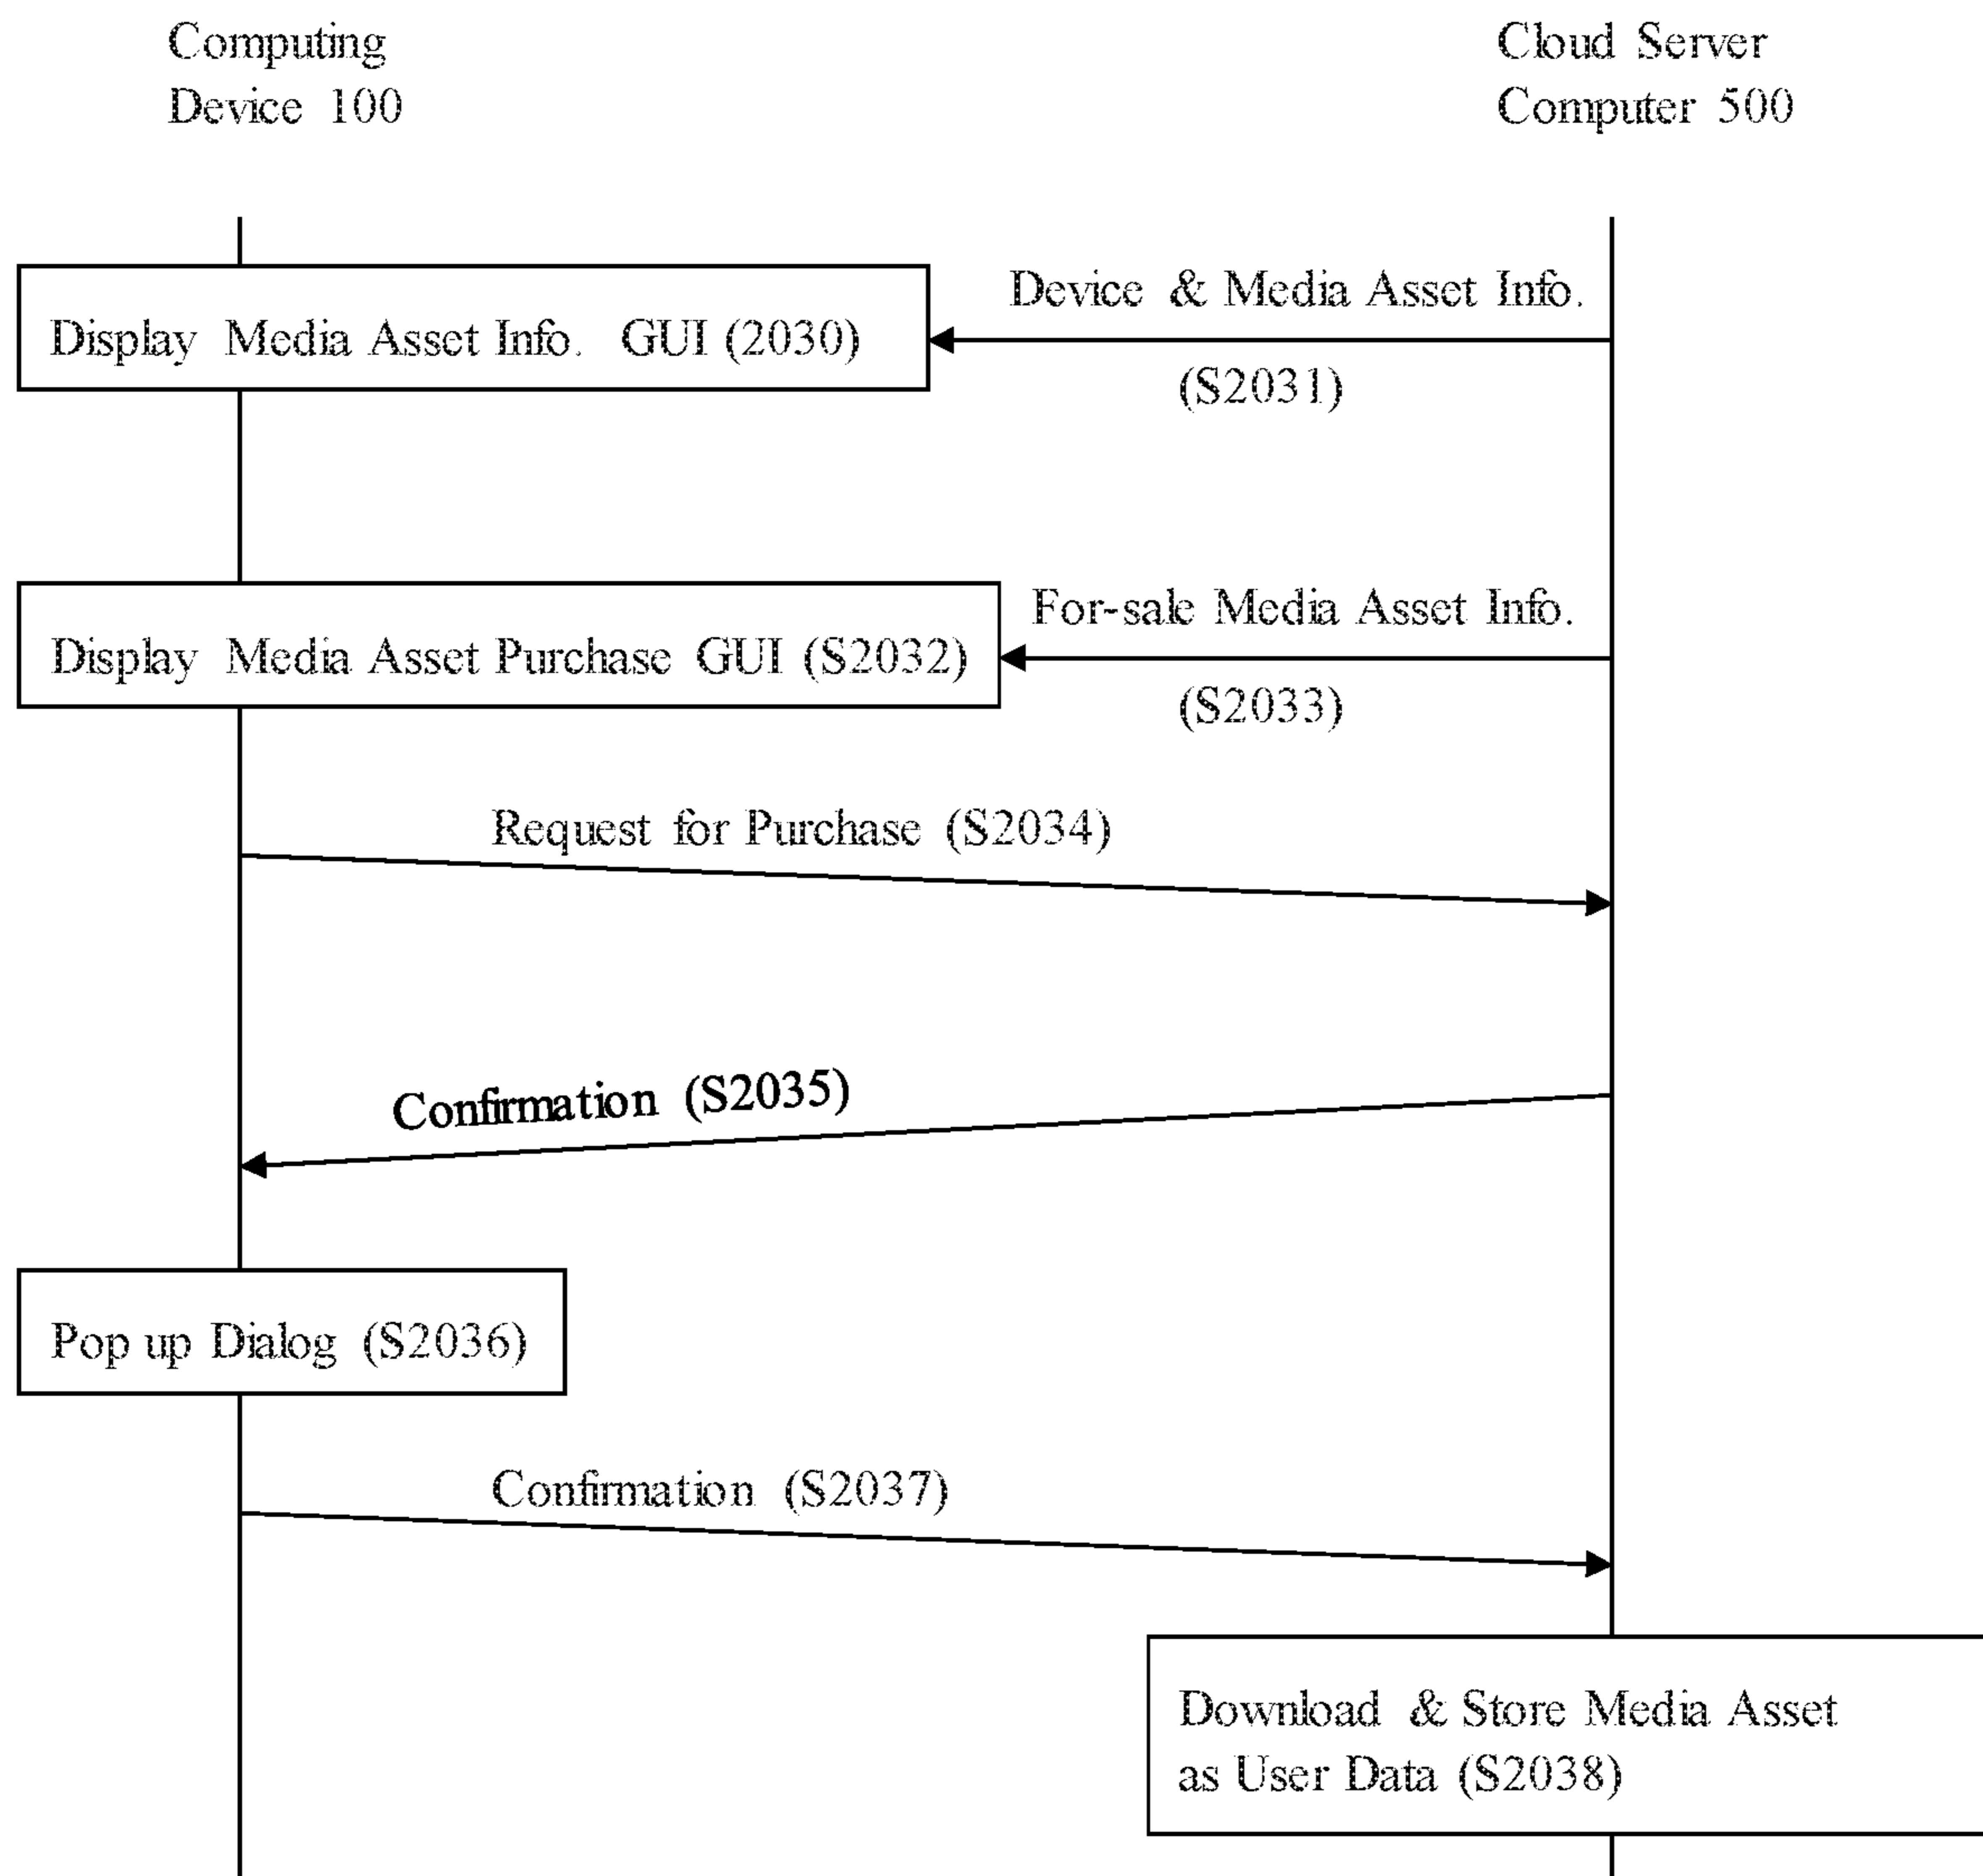 Computing
Device 100
Cloud Server
Computer 500
Device & Media Asset Info.
Display Media Asset Info. GUI (2030)
(S2031)
For-sale Media Asset Info.
Display Media Asset Purchase GUI (S2032)
(S2033)
Request for Purchase (S2034)
Confirmation (S2035)
Pop up Dialog (S2036)
Confirmation (S2037)
Download & Store Media Asset
as User Data (S2038)